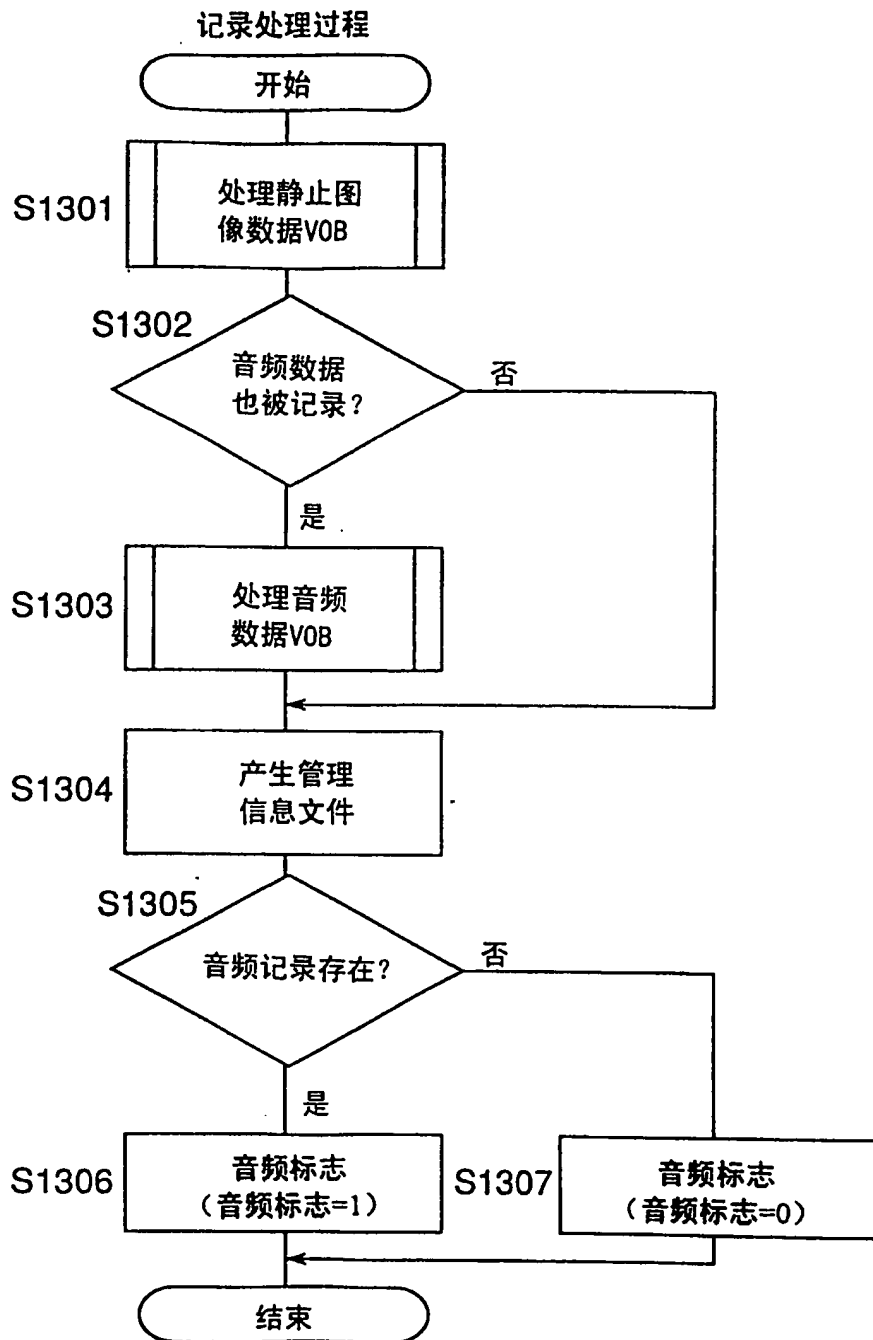 记录处理过程
开始
S1301
处理静止图
像数据VOB
S1302
音频数据
也被记录?
否
是
S1303
处理音频
数据VOB
S1304
产生管理
信息文件
S1305
音频记录存在?
否
是
S1306
音频标志
(音频标志=1)
S1307
音频标志
(音频标志=0)
结束